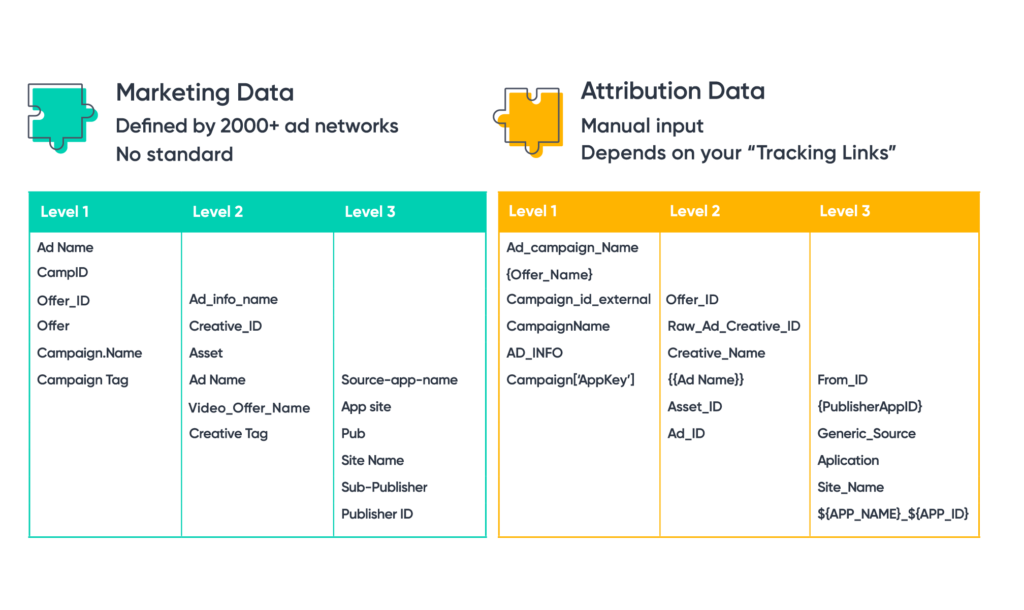 Marketing Data
Defined by 2000+ ad networks
No standard
Level 1
Level 2
Level 3
Ad Name
CampID
Offer_ID
Offer
Campaign.Name
Campaign Tag
Ad_info_name
Creative_ID
Asset
Ad Name
Video_Offer_Name
Creative Tag
Source-app-name
App site
Pub
Site Name
Sub-Publisher
Publisher ID
Attribution Data
Manual input
Depends on your “Tracking Links”
Level 1
Level 2
Level 3
Ad_campaign_Name
{Offer_Name}
Campaign_id_external
CampaignName
AD_INFO
Campaign[‘AppKey’]
Offer_ID
Raw_Ad_Creative_ID
Creative_Name
{{Ad Name}}
Asset_ID
Ad_ID
From_ID
{PublisherAppID}
Generic_Source
Aplication
Site_Name
${APP_NAME}_${APP_ID}